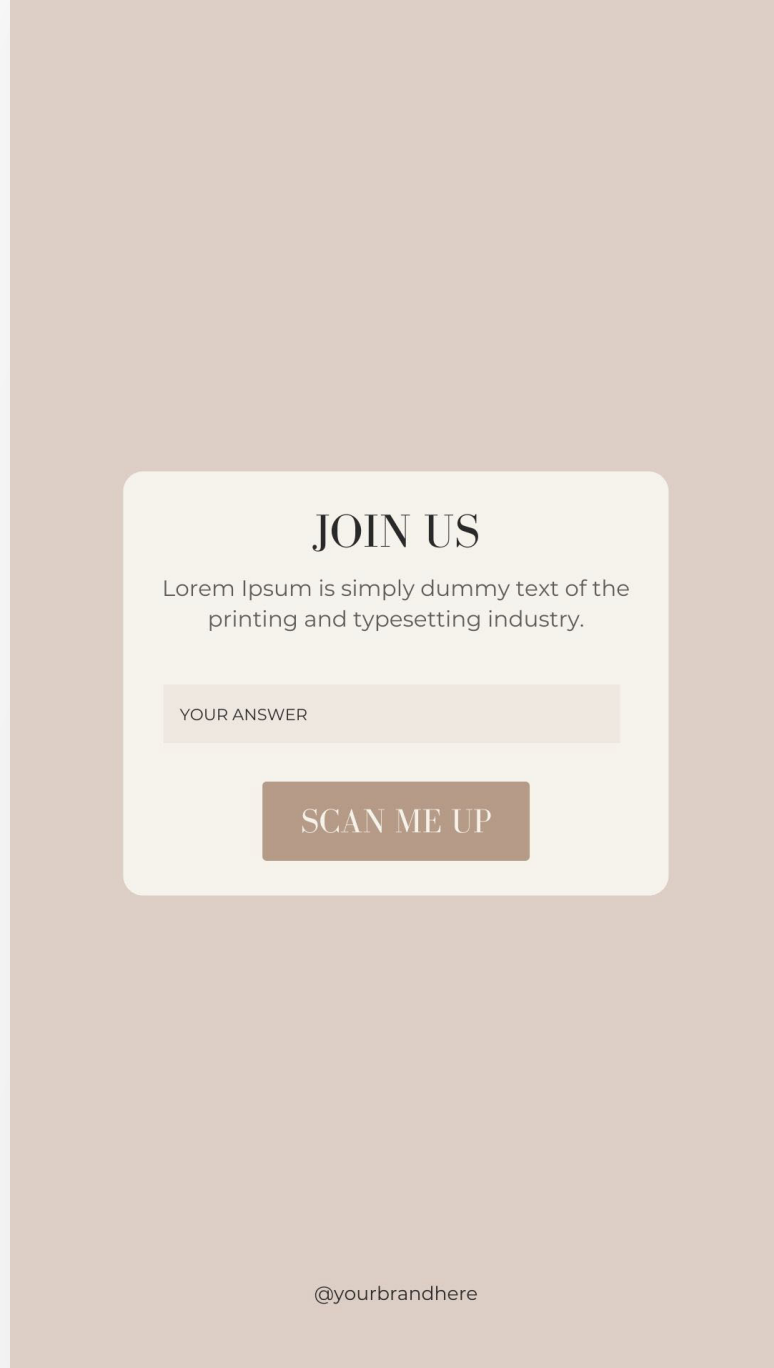 JOIN US
Lorem Ipsum is simply dummy text of the
printing and typesetting industry.
YOUR ANSWER
SCAN ME UP
@yourbrandhere